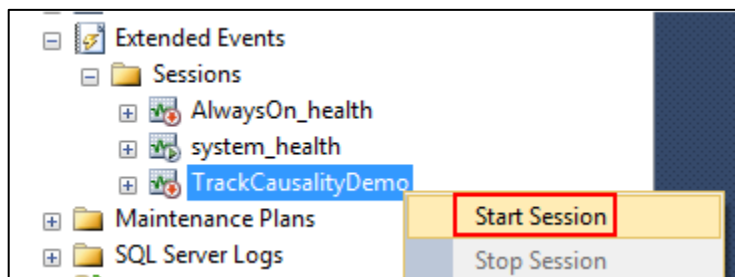 Extended Events
Sessions
AlwaysOn_health
system_health
TrackCausalityDemo
Start Session
Maintenance Plans
SQL Server Logs
Stop Session